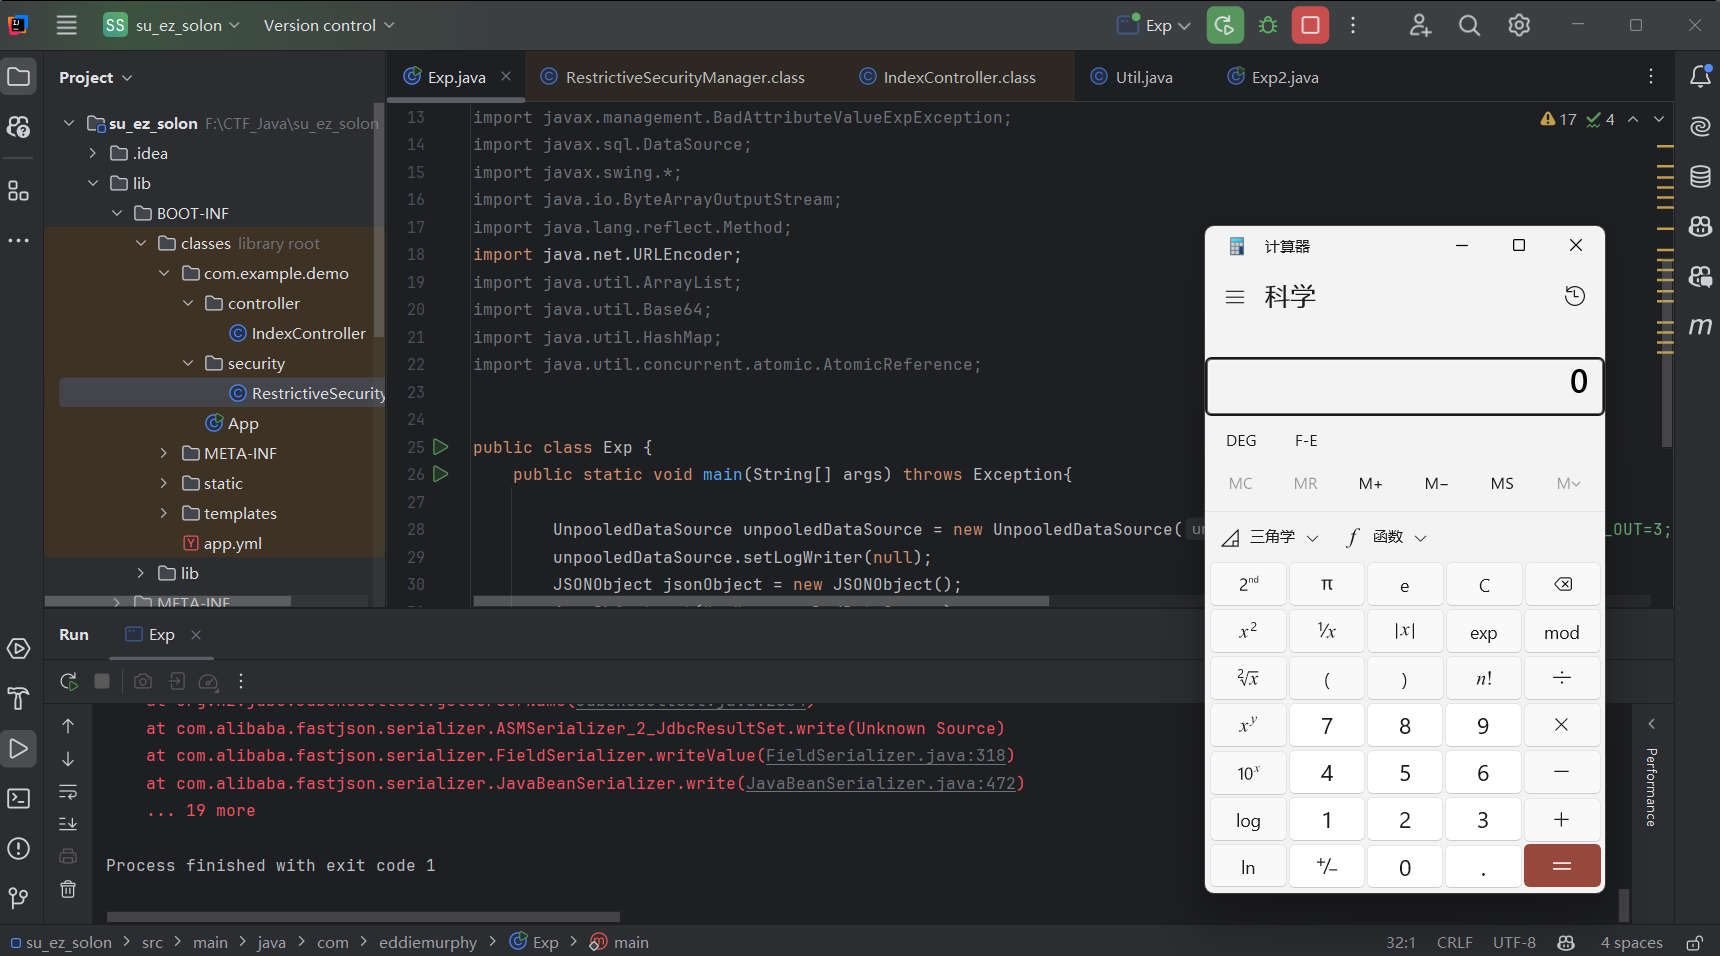 SS su_ez_solon Version control Exp
Project
Exp.java RestrictiveSecurityManager.class IndexController.class Util.java Exp2.java
su_ez_solon F:\CTF_Java\su_ez_solon
.idea
lib
BOOT-INF
classes library root
com.example.demo
controller
IndexController
security
RestrictiveSecurity
App
META-INF
static
templates
app.yml
lib
META-INF
17 4
13 import javax.management.BadAttributeValueExpException;
14 import javax.sql.DataSource;
15 import javax.swing.*;
16 import java.io.ByteArrayOutputStream;
17 import java.lang.reflect.Method;
18 import java.net.URLEncoder;
19 import java.util.ArrayList;
20 import java.util.Base64;
21 import java.util.HashMap;
22 import java.util.concurrent.atomic.AtomicReference;
23
24
25 public class Exp {
26 public static void main(String[] args) throws Exception{
27
28 UnpooledDataSource unpooledDataSource = new UnpooledDataSource( _OUT=3;
29 unpooledDataSource.setLogWriter(null);
30 JSONObject jsonObject = new JSONObject();
Run Exp
at com.alibaba.fastjson.serializer.ASMSerializer_2_JdbcResultSet.write(Unknown Source)
at com.alibaba.fastjson.serializer.FieldSerializer.writeValue(FieldSerializer.java:318)
at com.alibaba.fastjson.serializer.JavaBeanSerializer.write(JavaBeanSerializer.java:472)
... 19 more
Process finished with exit code 1
Performance
计算器
科学
0
DEG F-E
MC MR M+ M− MS M
三角学 f 函数
2nd π e C
x² ¹/x |x| exp mod
²√x ( ) n! ÷
xʸ 7 8 9 ×
10ˣ 4 5 6 −
log 1 2 3 +
ln +/− 0 . =
su_ez_solon > src > main > java > com > eddiemurphy > Exp > main
32:1 CRLF UTF-8 4 spaces